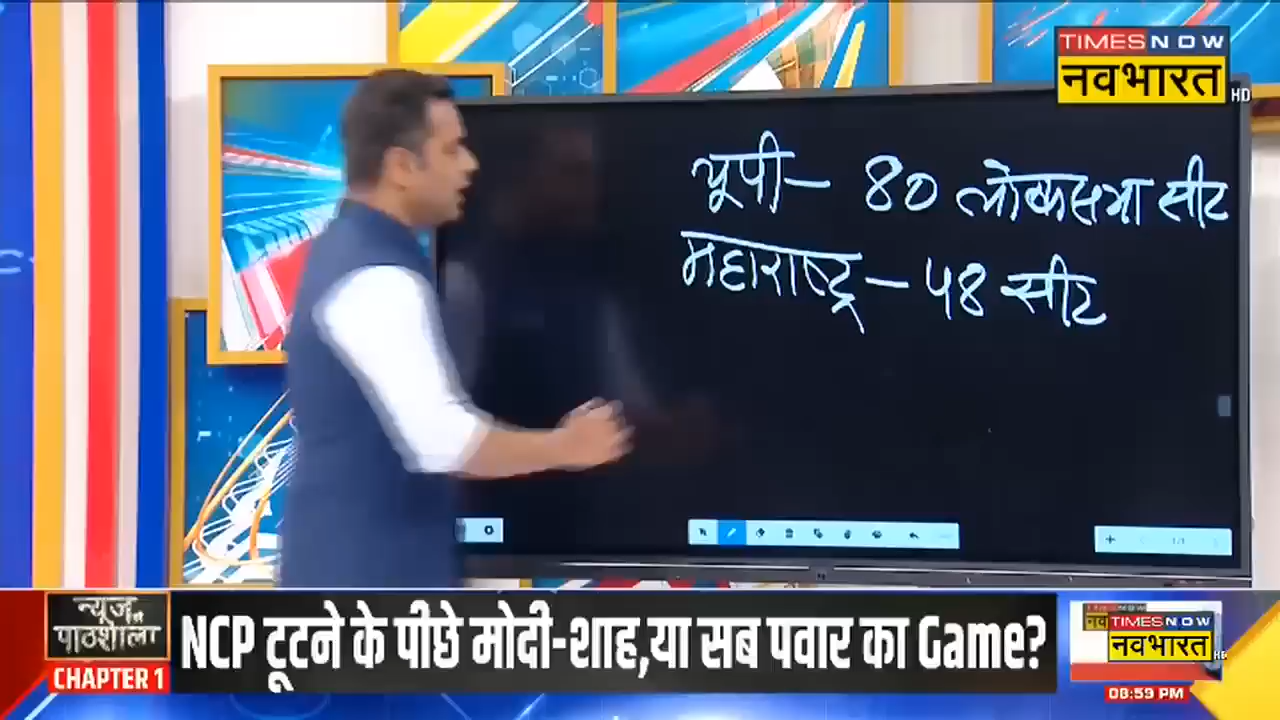 TIMES NOW
नवभारत HD
यूपी – 80 लोकसभा सीट
महाराष्ट्र – 48 सीट
न्यूज़ की पाठशाला
CHAPTER 1
NCP टूटने के पीछे मोदी-शाह,या सब पवार का Game?
TIMES NOW
नवभारत
08:59 PM